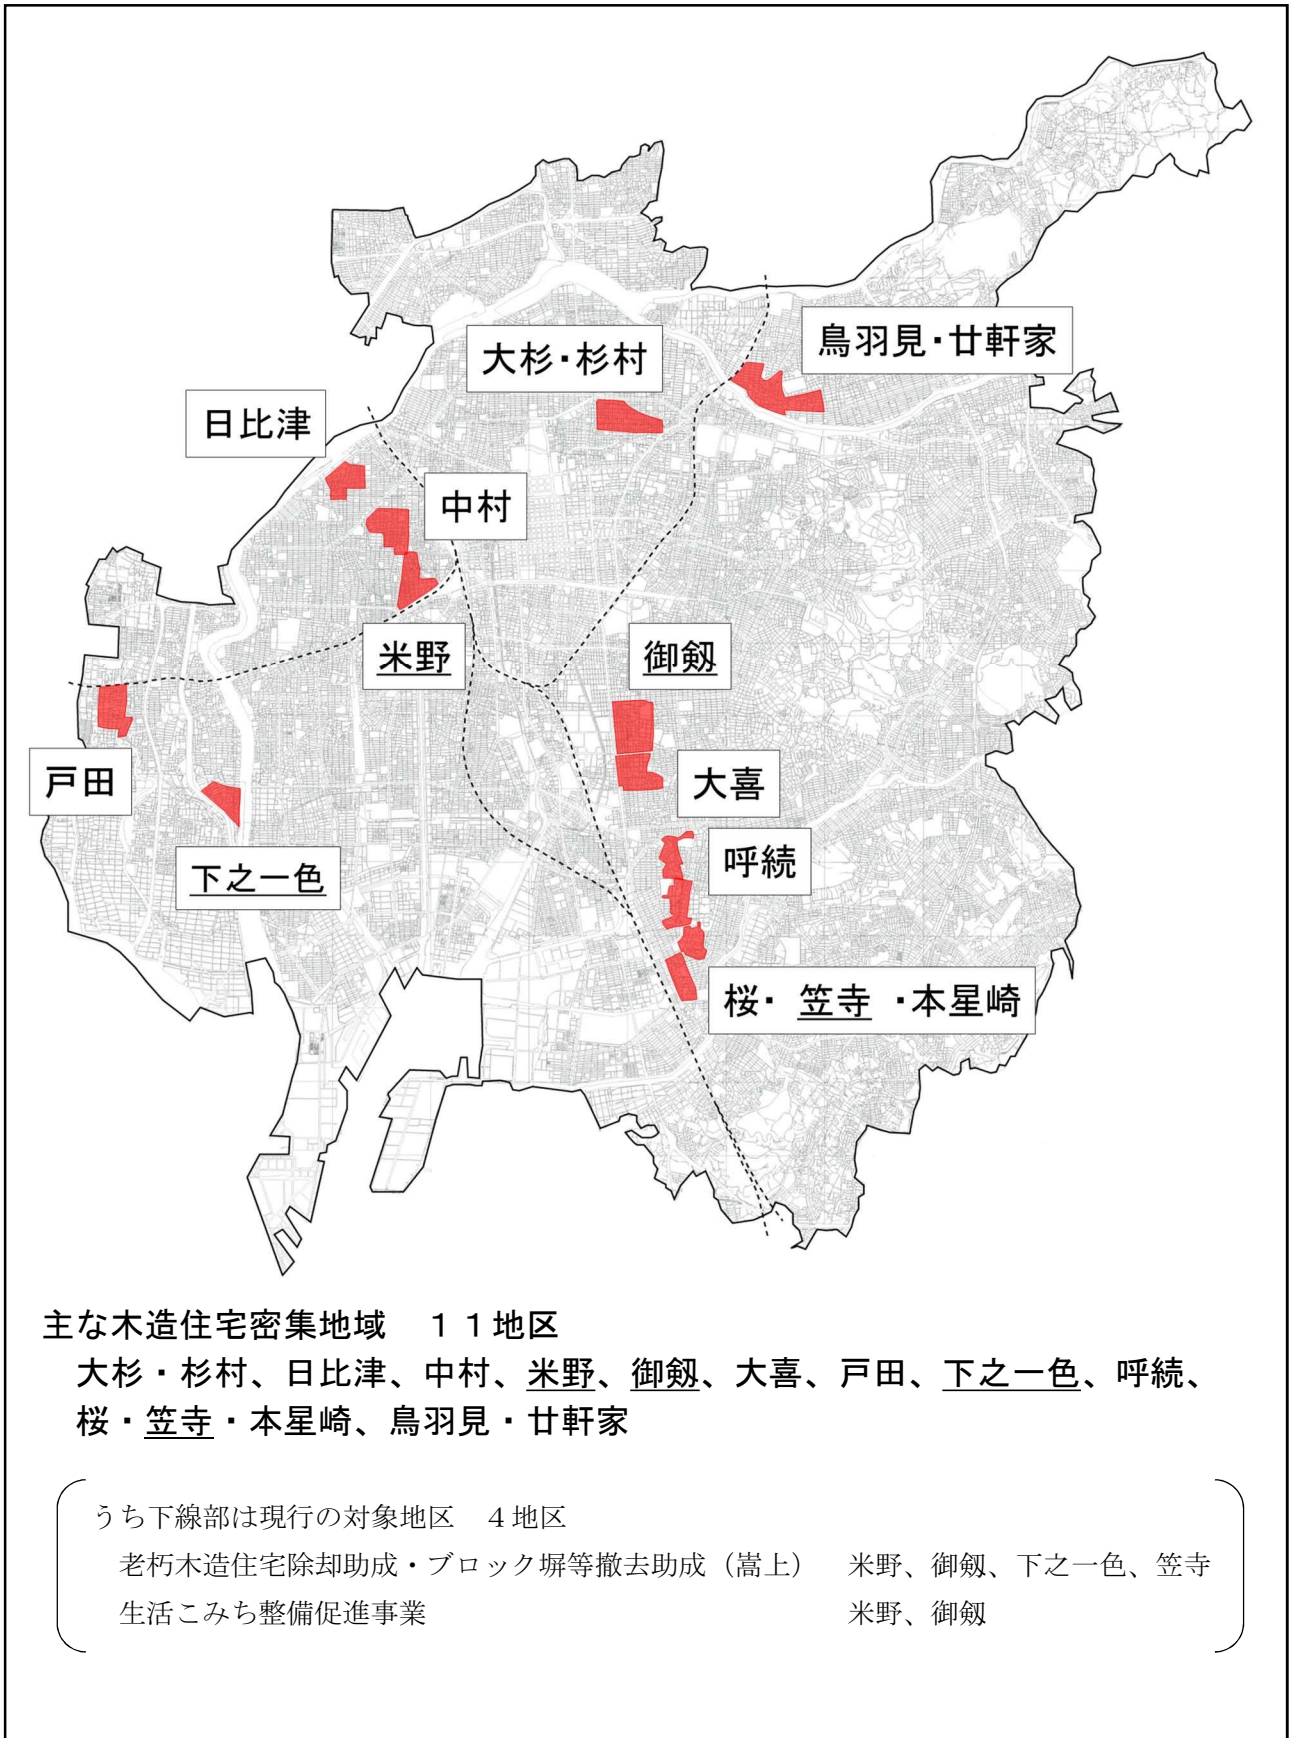 鳥羽見・廿軒家
大杉・杉村
日比津
中村
米野
御剱
戸田
大喜
呼続
下之一色
桜・笠寺・本星崎
主な木造住宅密集地域　１１地区
大杉・杉村、日比津、中村、米野、御剱、大喜、戸田、下之一色、呼続、
桜・笠寺・本星崎、鳥羽見・廿軒家
うち下線部は現行の対象地区　４地区
老朽木造住宅除却助成・ブロック塀等撤去助成（嵩上）　米野、御剱、下之一色、笠寺
生活こみち整備促進事業　米野、御剱